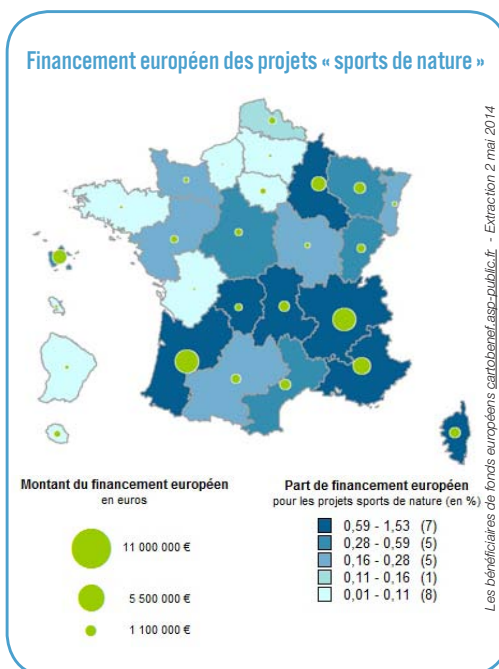 Financement européen des projets « sports de nature »
Les bénéficiaires de fonds européens cartobenef.asp-public.fr - Extraction 2 mai 2014
Montant du financement européen
en euros
11 000 000 €
5 500 000 €
1 100 000 €
Part de financement européen
pour les projets sports de nature (en %)
0,59 - 1,53 (7)
0,28 - 0,59 (5)
0,16 - 0,28 (5)
0,11 - 0,16 (1)
0,01 - 0,11 (8)